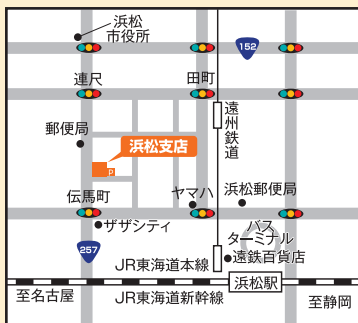 浜松
市役所
152
連尺
田町
遠州鉄道
郵便局
浜松支店
P
伝馬町
ヤマハ
浜松郵便局
ザザシティ
バス
ターミナル
257
遠鉄百貨店
JR東海道本線
浜松駅
至名古屋
JR東海道新幹線
至静岡